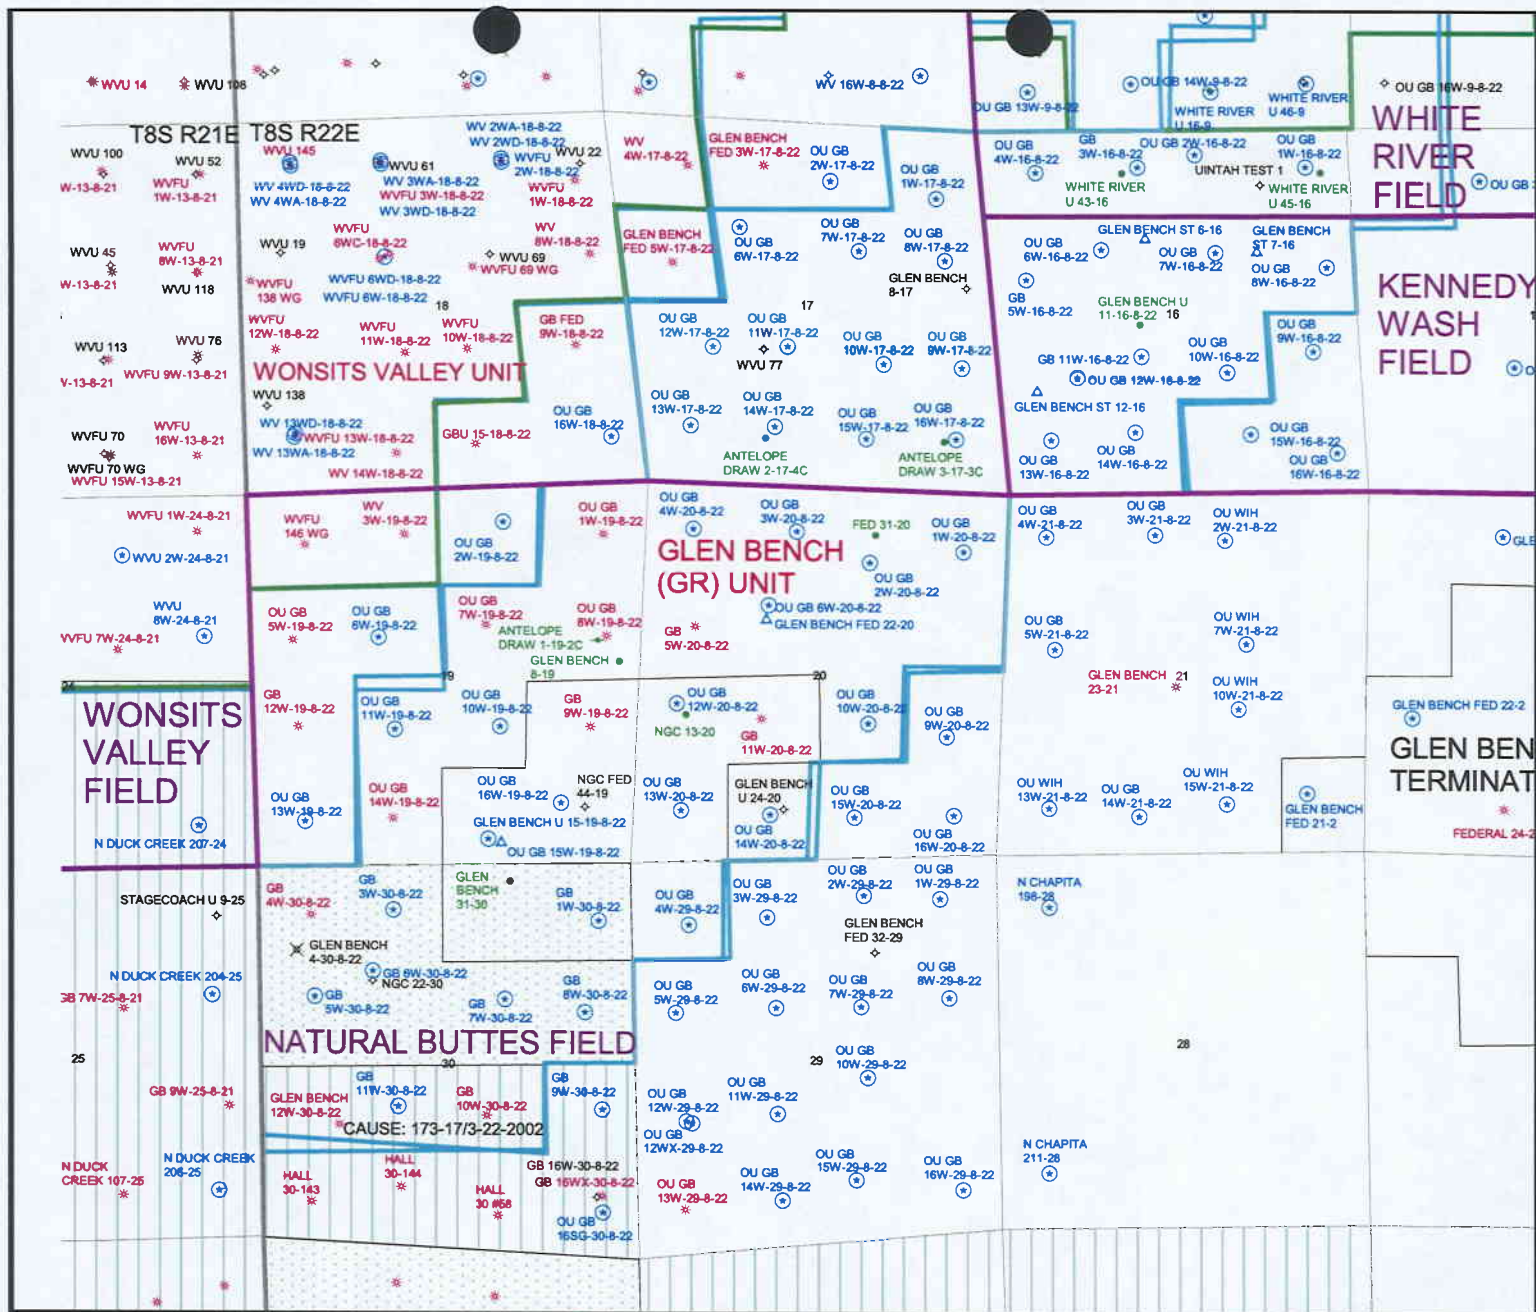 WVU 14
WVU 108
WV 16W-8-8-22
OU GB 13W-9-8-22
OU GB 14W-9-8-22
WHITE RIVER
U 16-9
WHITE RIVER
U 46-9
OU GB 16W-9-8-22
WHITE
RIVER
FIELD
T8S R21E
T8S R22E
WVU 100
W-13-8-21
WVU 52
WVFU
1W-13-8-21
WVU 145
WV 4WD-18-8-22
WV 4WA-18-8-22
WVU 61
WV 3WA-18-8-22
WVFU 3W-18-8-22
WV 3WD-18-8-22
WV 2WA-18-8-22
WV 2WD-18-8-22
WVFU
2W-18-8-22
WVU 22
WVFU
1W-18-8-22
WV
4W-17-8-22
GLEN BENCH
FED 3W-17-8-22
OU GB
2W-17-8-22
OU GB
1W-17-8-22
OU GB
4W-16-8-22
GB
3W-16-8-22
OU GB 2W-16-8-22
OU GB
1W-16-8-22
UINTAH TEST 1
WHITE RIVER
U 43-16
WHITE RIVER
U 45-16
WVU 45
W-13-8-21
WVFU
8W-13-8-21
WVU 118
WVU 19
WVFU
6WC-18-8-22
WVFU 6WD-18-8-22
WVFU 6W-18-8-22
WVFU
138 WG
WVU 69
WVFU 69 WG
WV
8W-18-8-22
18
GLEN BENCH
FED 5W-17-8-22
OU GB
6W-17-8-22
OU GB
7W-17-8-22
OU GB
8W-17-8-22
GLEN BENCH
8-17
17
OU GB
6W-16-8-22
GLEN BENCH ST 6-16
OU GB
7W-16-8-22
GLEN BENCH
ST 7-16
OU GB
8W-16-8-22
GB
5W-16-8-22
GLEN BENCH U
11-16-8-22
16
KENNEDY
WASH
FIELD
WVU 113
V-13-8-21
WVU 76
WVFU 9W-13-8-21
WVFU
12W-18-8-22
WVFU
11W-18-8-22
WVFU
10W-18-8-22
GB FED
9W-18-8-22
WONSITS VALLEY UNIT
OU GB
12W-17-8-22
OU GB
11W-17-8-22
WVU 77
OU GB
10W-17-8-22
OU GB
9W-17-8-22
GB 11W-16-8-22
OU GB
10W-16-8-22
OU GB
9W-16-8-22
OU GB 12W-16-8-22
GLEN BENCH ST 12-16
WVFU 70
WVFU 70 WG
WVFU 15W-13-8-21
WVFU
16W-13-8-21
WVU 138
WV 13WD-18-8-22
WVFU 13W-18-8-22
WV 13WA-18-8-22
WV 14W-18-8-22
GBU 15-18-8-22
OU GB
16W-18-8-22
OU GB
13W-17-8-22
OU GB
14W-17-8-22
ANTELOPE
DRAW 2-17-4C
OU GB
15W-17-8-22
OU GB
16W-17-8-22
ANTELOPE
DRAW 3-17-3C
OU GB
13W-16-8-22
OU GB
14W-16-8-22
OU GB
15W-16-8-22
OU GB
16W-16-8-22
WVFU 1W-24-8-21
WVU 2W-24-8-21
WVU
8W-24-8-21
VVFU 7W-24-8-21
WVFU
146 WG
WV
3W-19-8-22
OU GB
2W-19-8-22
OU GB
1W-19-8-22
OU GB
4W-20-8-22
OU GB
3W-20-8-22
FED 31-20
OU GB
1W-20-8-22
OU GB
2W-20-8-22
GLEN BENCH
(GR) UNIT
OU GB
4W-21-8-22
OU GB
3W-21-8-22
OU WIH
2W-21-8-22
GLE
OU GB
5W-19-8-22
OU GB
6W-19-8-22
OU GB
7W-19-8-22
OU GB
8W-19-8-22
ANTELOPE
DRAW 1-19-2C
GLEN BENCH
8-19
GB
5W-20-8-22
OU GB 6W-20-8-22
GLEN BENCH FED 22-20
OU GB
5W-21-8-22
OU WIH
7W-21-8-22
24
19
20
GLEN BENCH
23-21
21
WONSITS
VALLEY
FIELD
GB
12W-19-8-22
OU GB
11W-19-8-22
OU GB
10W-19-8-22
GB
9W-19-8-22
OU GB
12W-20-8-22
NGC 13-20
GB
11W-20-8-22
OU GB
10W-20-8-22
OU GB
9W-20-8-22
OU WIH
10W-21-8-22
GLEN BENCH FED 22-2
GLEN BEN
TERMINAT
N DUCK CREEK 207-24
OU GB
13W-19-8-22
OU GB
14W-19-8-22
OU GB
16W-19-8-22
NGC FED
44-19
GLEN BENCH U 15-19-8-22
OU GB 15W-19-8-22
OU GB
13W-20-8-22
GLEN BENCH
U 24-20
OU GB
14W-20-8-22
OU GB
15W-20-8-22
OU GB
16W-20-8-22
OU WIH
13W-21-8-22
OU GB
14W-21-8-22
OU WIH
15W-21-8-22
GLEN BENCH
FED 21-2
FEDERAL 24-2
STAGECOACH U 9-25
GB
4W-30-8-22
GB
3W-30-8-22
GLEN
BENCH
31-30
GB
1W-30-8-22
OU GB
4W-29-8-22
OU GB
3W-29-8-22
OU GB
2W-29-8-22
OU GB
1W-29-8-22
GLEN BENCH
FED 32-29
N CHAPITA
198-28
GLEN BENCH
4-30-8-22
GB 6W-30-8-22
NGC 22-30
GB
5W-30-8-22
GB
7W-30-8-22
GB
8W-30-8-22
N DUCK CREEK 204-25
GB 7W-25-8-21
OU GB
5W-29-8-22
OU GB
6W-29-8-22
OU GB
7W-29-8-22
OU GB
8W-29-8-22
NATURAL BUTTES FIELD
25
30
29
28
GB 9W-25-8-21
GLEN BENCH
12W-30-8-22
GB
11W-30-8-22
GB
10W-30-8-22
GB
9W-30-8-22
CAUSE: 173-17/3-22-2002
OU GB
12W-29-8-22
OU GB
12WX-29-8-22
OU GB
11W-29-8-22
OU GB
10W-29-8-22
N DUCK
CREEK 107-25
N DUCK CREEK
206-25
HALL
30-143
HALL
30-144
HALL
30 #68
GB 16W-30-8-22
GB 16WX-30-8-22
OU GB
16SG-30-8-22
OU GB
13W-29-8-22
OU GB
14W-29-8-22
OU GB
15W-29-8-22
OU GB
16W-29-8-22
N CHAPITA
211-28